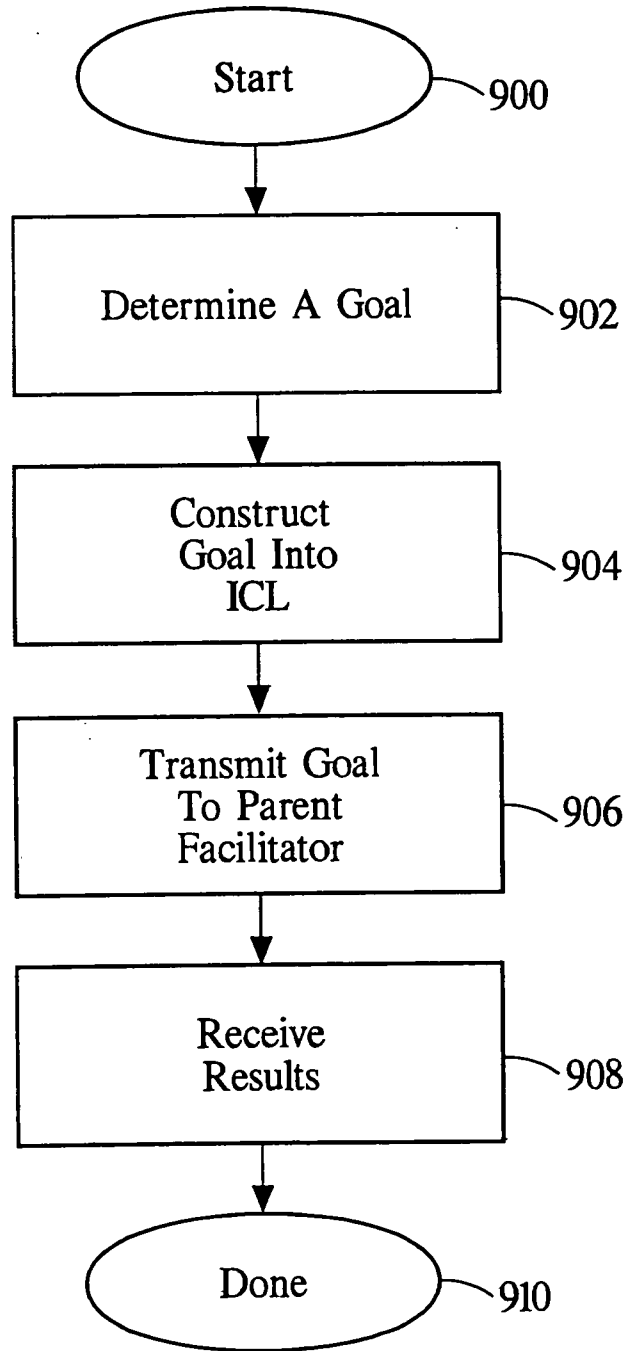 Start
900
Determine A Goal
902
Construct
Goal Into
ICL
904
Transmit Goal
To Parent
Facilitator
906
Receive
Results
908
Done
910